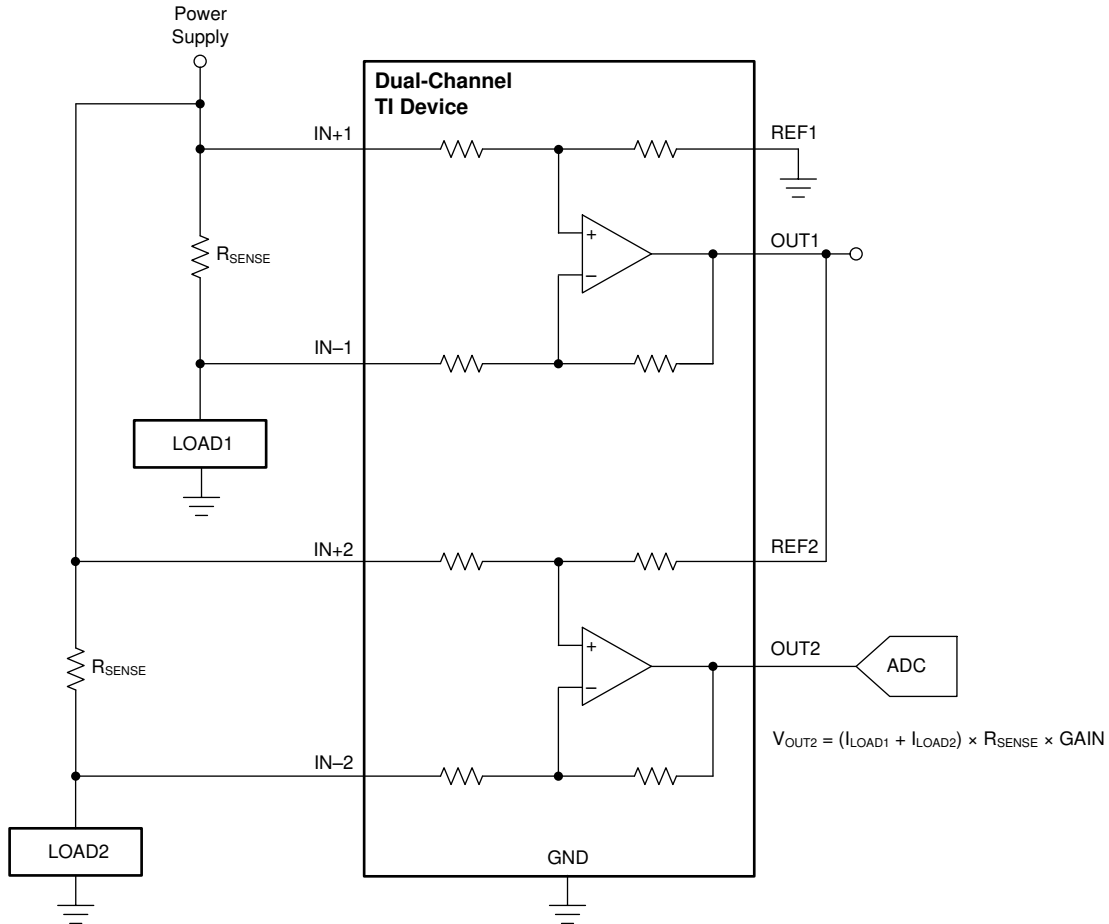 Power
Supply
Dual-Channel
TI Device
IN+1
REF1
+
OUT1
RSENSE
–
IN–1
LOAD1
IN+2
REF2
+
OUT2
ADC
RSENSE
–
VOUT2 = (ILOAD1 + ILOAD2) × RSENSE × GAIN
IN–2
LOAD2
GND